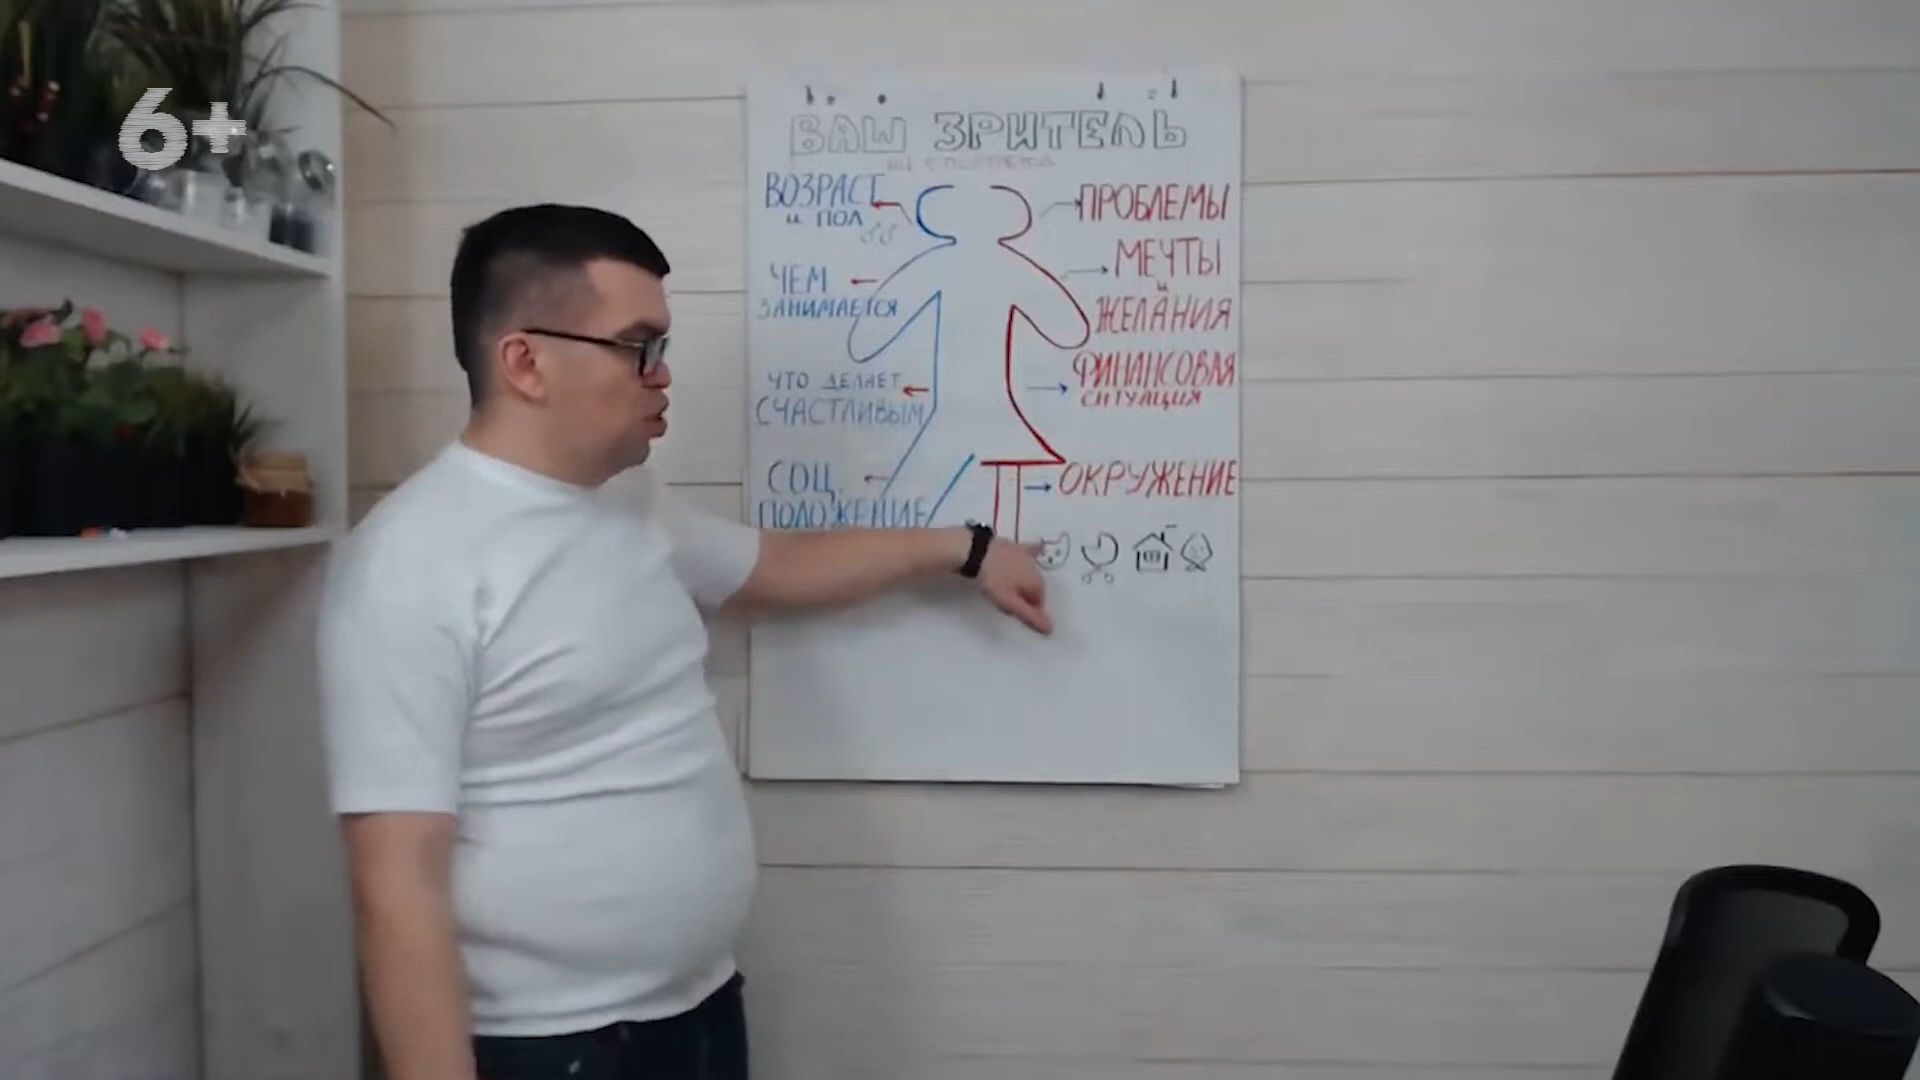 6+
ВАШ ЗРИТЕЛЬ
ВОЗРАСТ
и ПОЛ
ЧЕМ
ЗАНИМАЕТСЯ
ЧТО ДЕЛАЕТ
СЧАСТЛИВЫМ
СОЦ.
ПОЛОЖЕНИЕ
ПРОБЛЕМЫ
МЕЧТЫ
и
ЖЕЛАНИЯ
ФИНАНСОВАЯ
СИТУАЦИЯ
ОКРУЖЕНИЕ